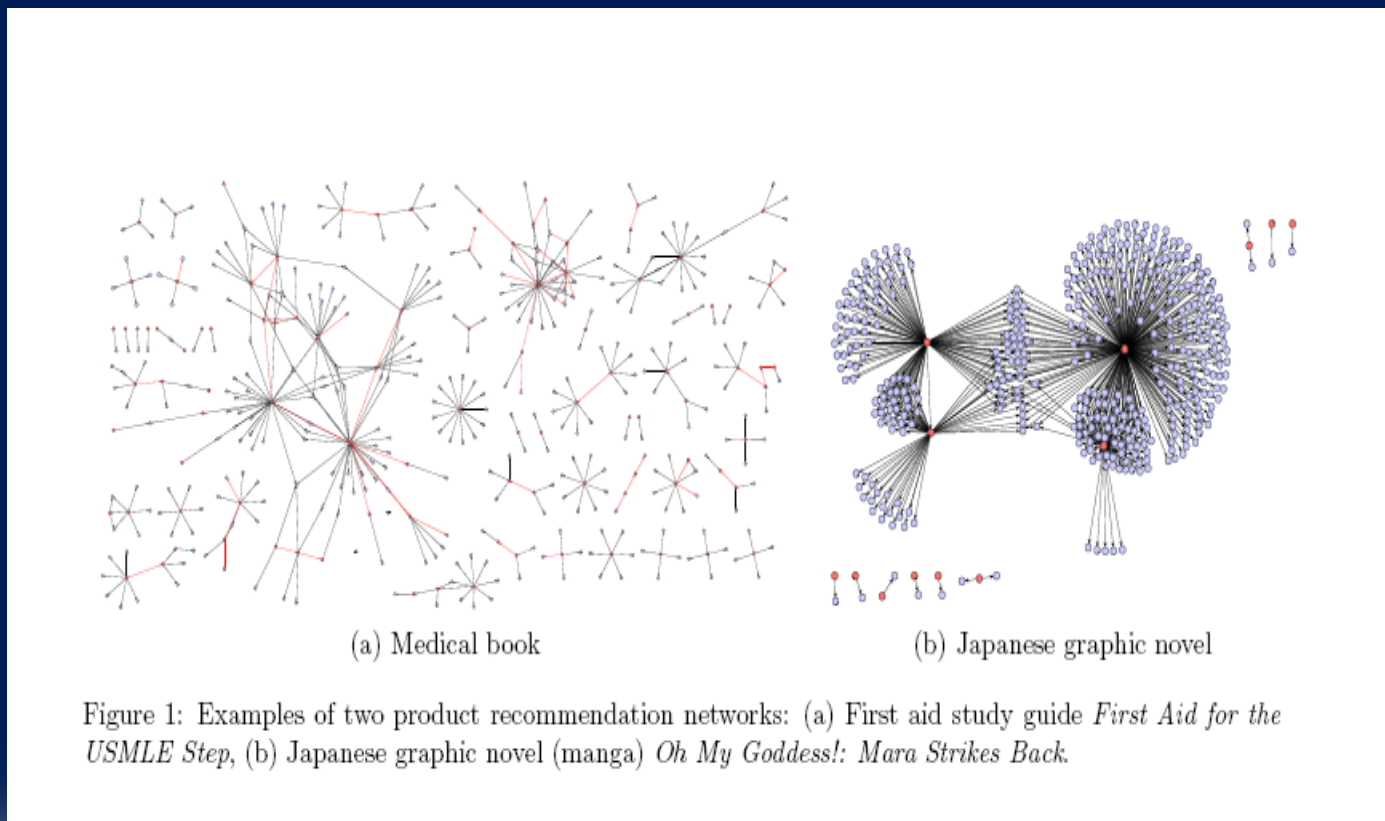 (a) Medical book
(b) Japanese graphic novel
Figure 1: Examples of two product recommendation networks: (a) First aid study guide First Aid for the
USMLE Step, (b) Japanese graphic novel (manga) Oh My Goddess!: Mara Strikes Back.